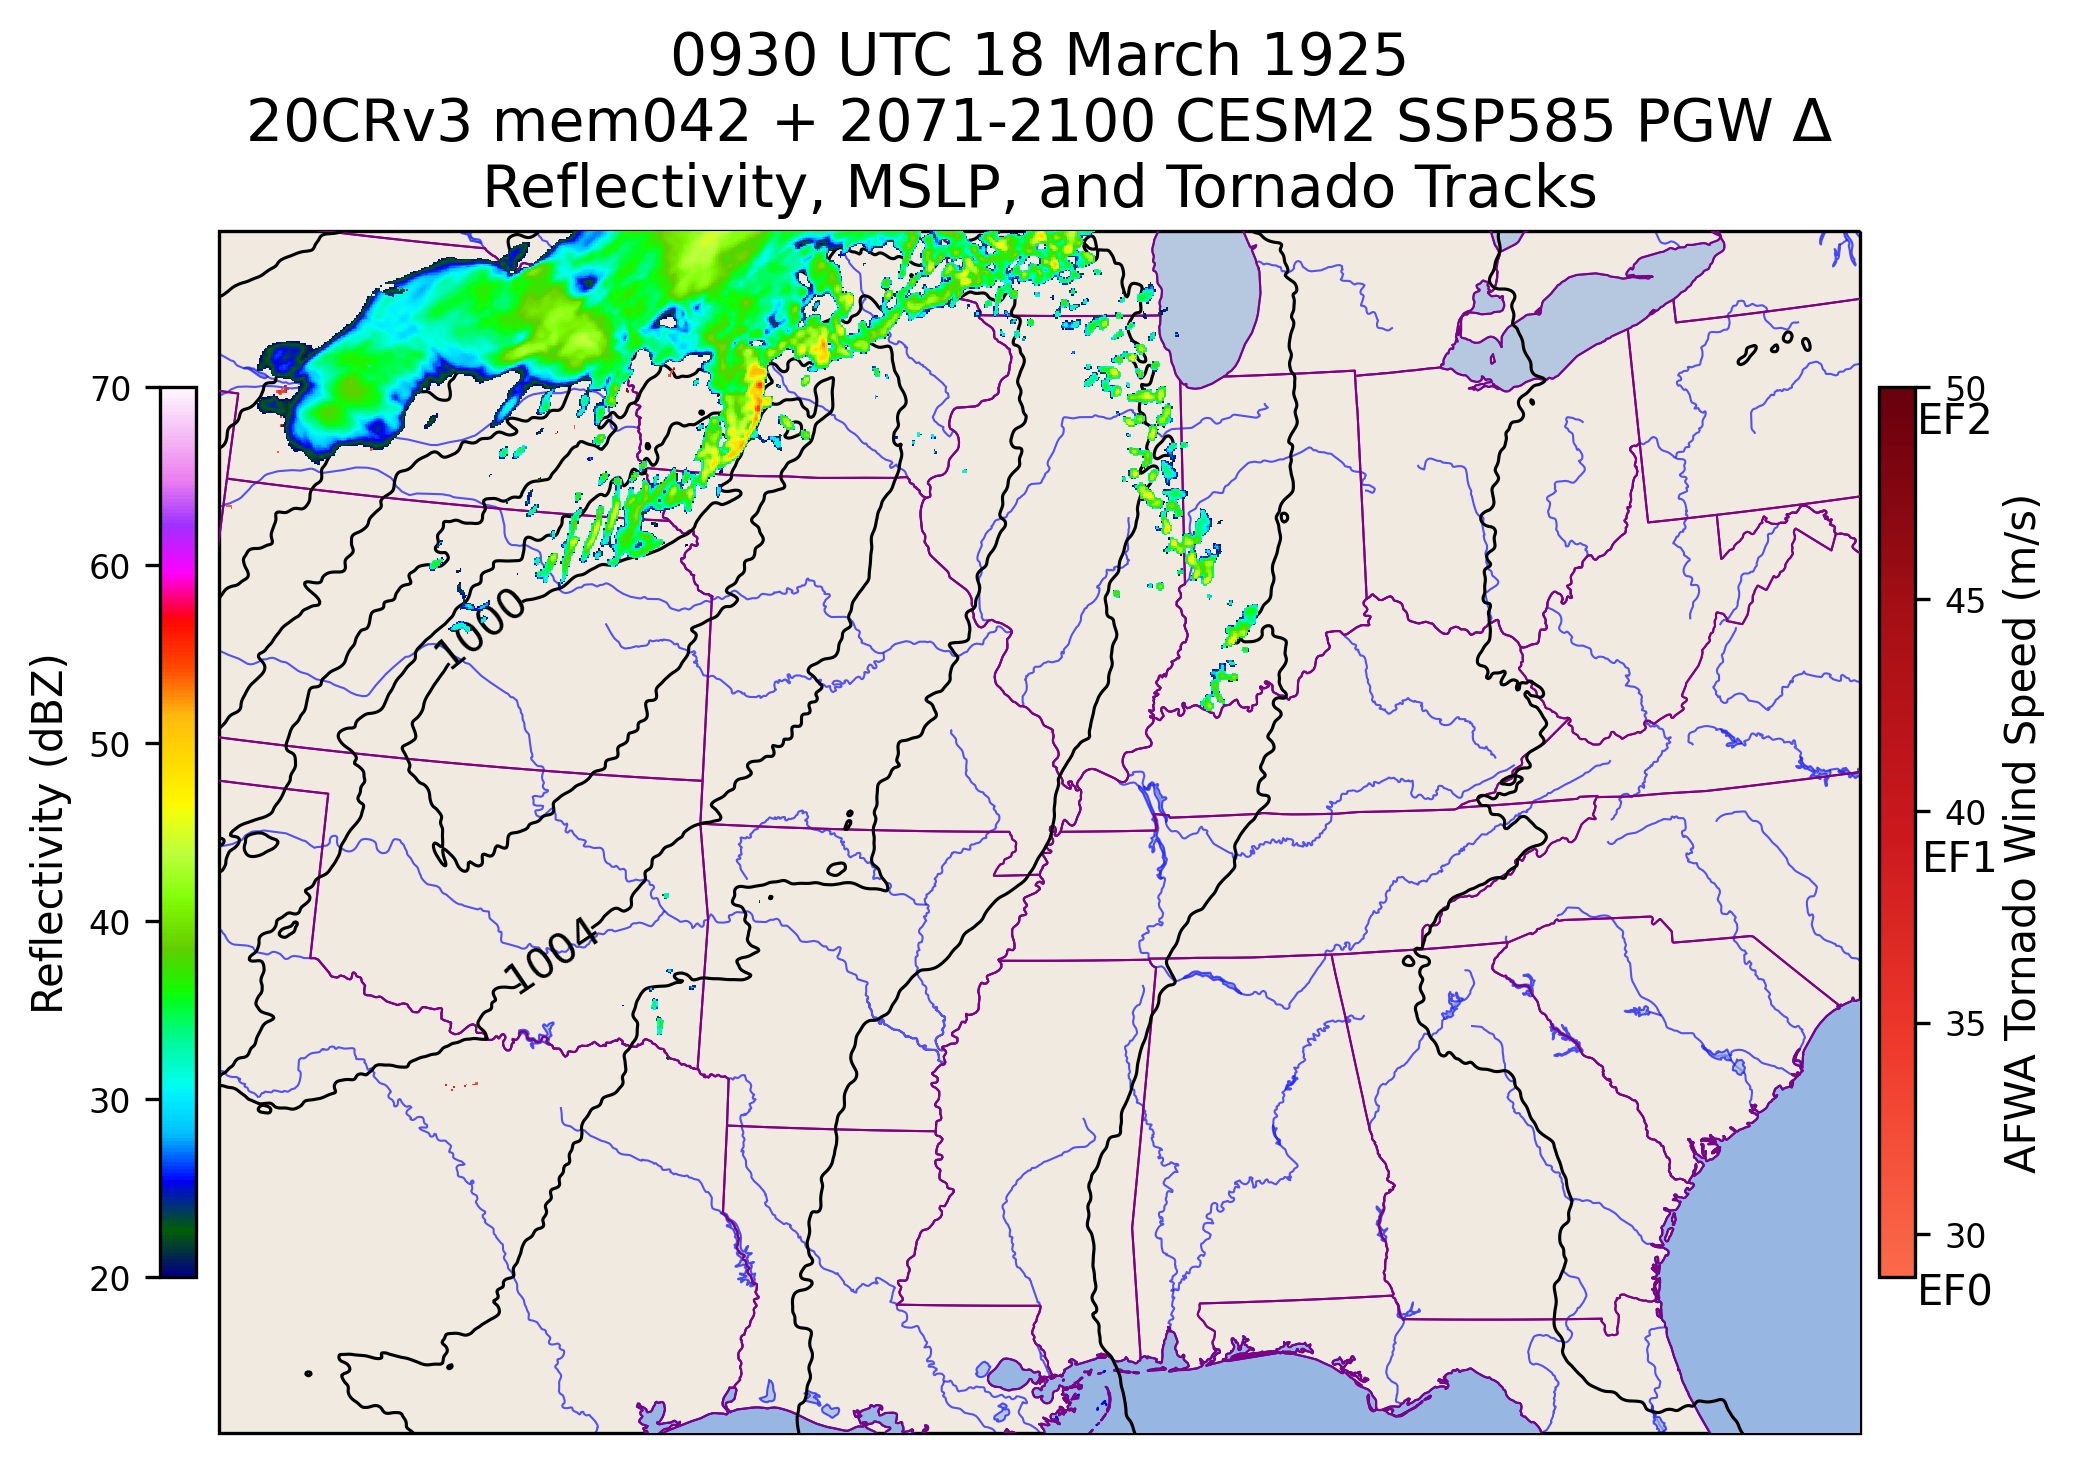 0930 UTC 18 March 1925
20CRv3 mem042 + 2071-2100 CESM2 SSP585 PGW Δ
Reflectivity, MSLP, and Tornado Tracks
70
60
50
40
30
20
Reflectivity (dBZ)
1000
1004
50
EF2
45
40
EF1
35
30
EF0
AFWA Tornado Wind Speed (m/s)